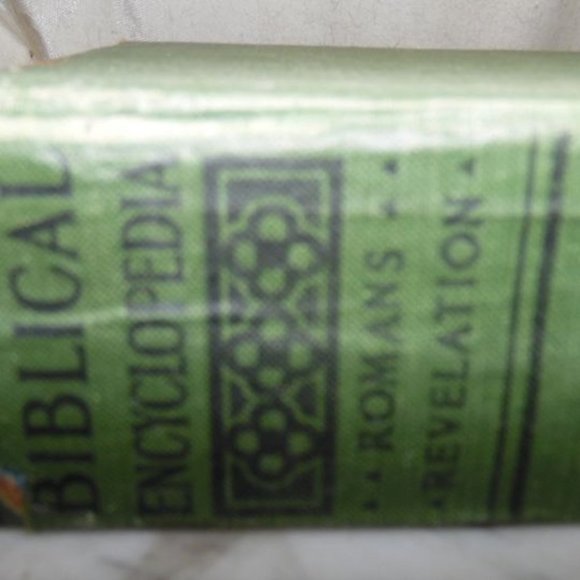 BIBLICAL
ENCYCLOPEDIA
ROMANS
REVELATION